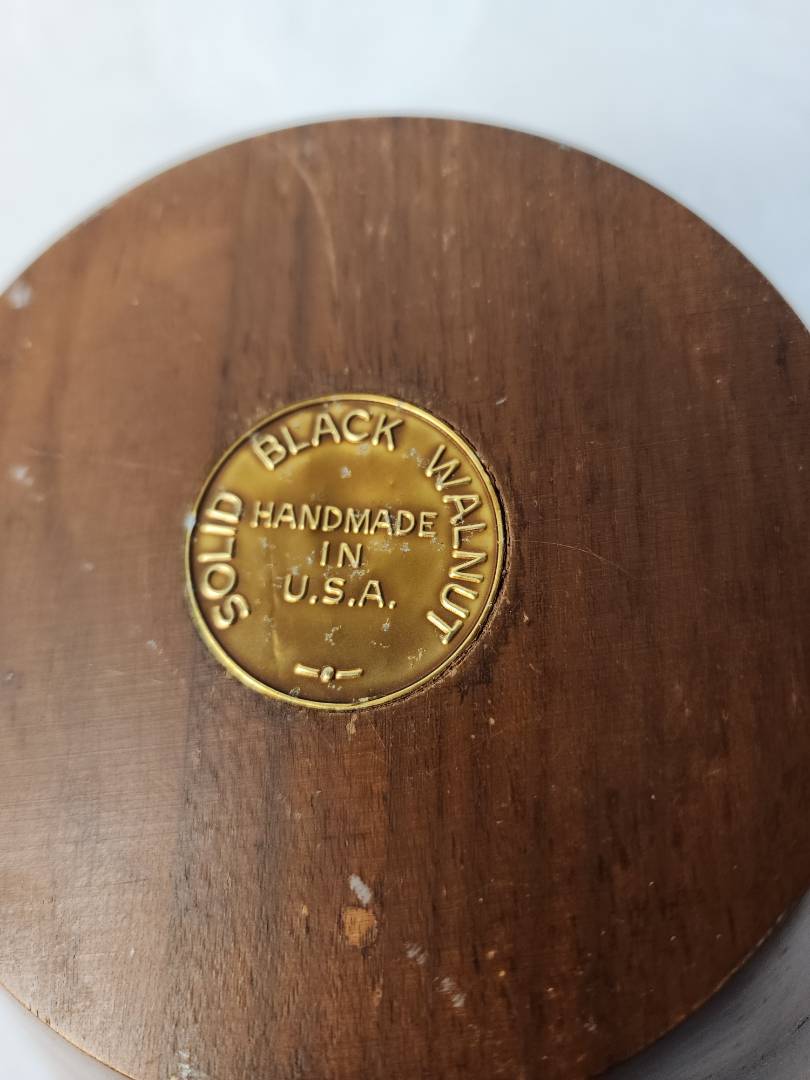 SOLID BLACK WALNUT
HANDMADE
IN
U.S.A.